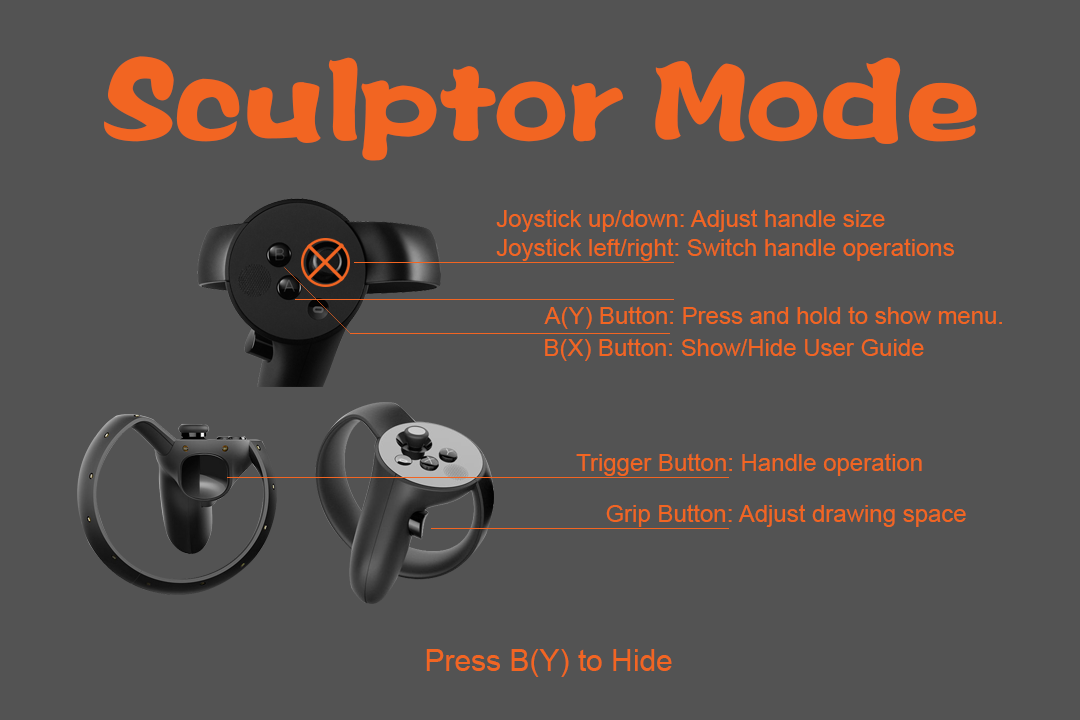 Sculptor Mode
Joystick up/down: Adjust handle size
Joystick left/right: Switch handle operations
B
A
A(Y) Button: Press and hold to show menu.
B(X) Button: Show/Hide User Guide
Trigger Button: Handle operation
Grip Button: Adjust drawing space
Press B(Y) to Hide